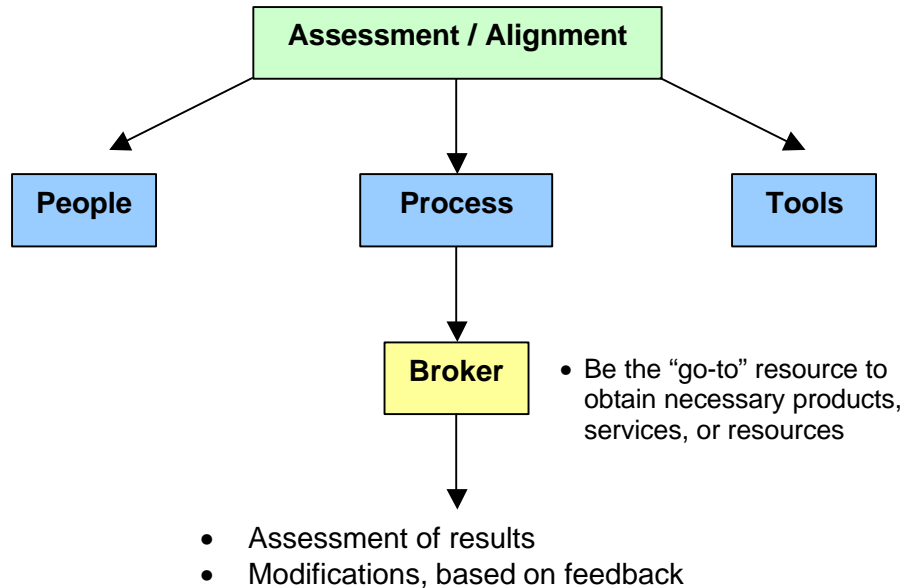 Assessment / Alignment
People
Process
Tools
Broker
• Be the “go-to” resource to
obtain necessary products,
services, or resources
• Assessment of results
• Modifications, based on feedback